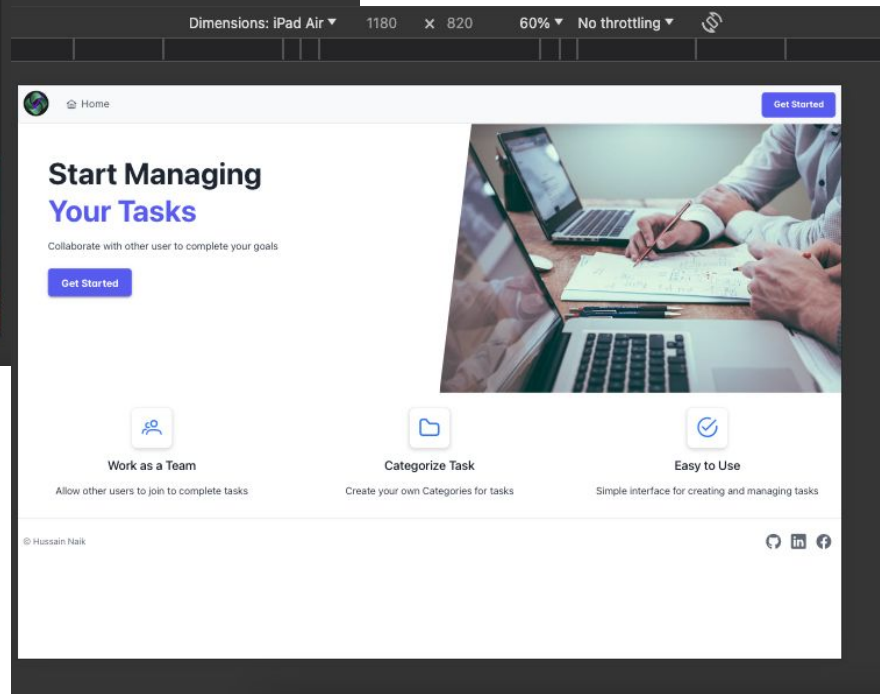 Dimensions: iPad Air ▼ 1180 × 820 60% ▼ No throttling ▼
Home Get Started
Start Managing
Your Tasks
Collaborate with other user to complete your goals
Get Started
Work as a Team Categorize Task Easy to Use
Allow other users to join to complete tasks Create your own Categories for tasks Simple interface for creating and managing tasks
© Hussain Naik in